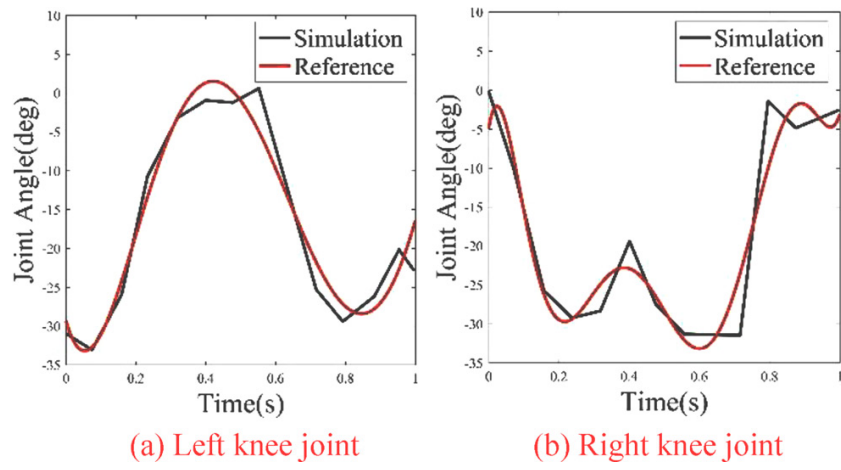 10
5
0
-5
-10
-15
-20
-25
-30
-35
Joint Angle(deg)
Simulation
Reference
0 0.2 0.4 0.6 0.8 1
Time(s)
(a) Left knee joint
10
5
0
-5
-10
-15
-20
-25
-30
-35
Joint Angle(deg)
Simulation
Reference
0 0.2 0.4 0.6 0.8 1
Time(s)
(b) Right knee joint